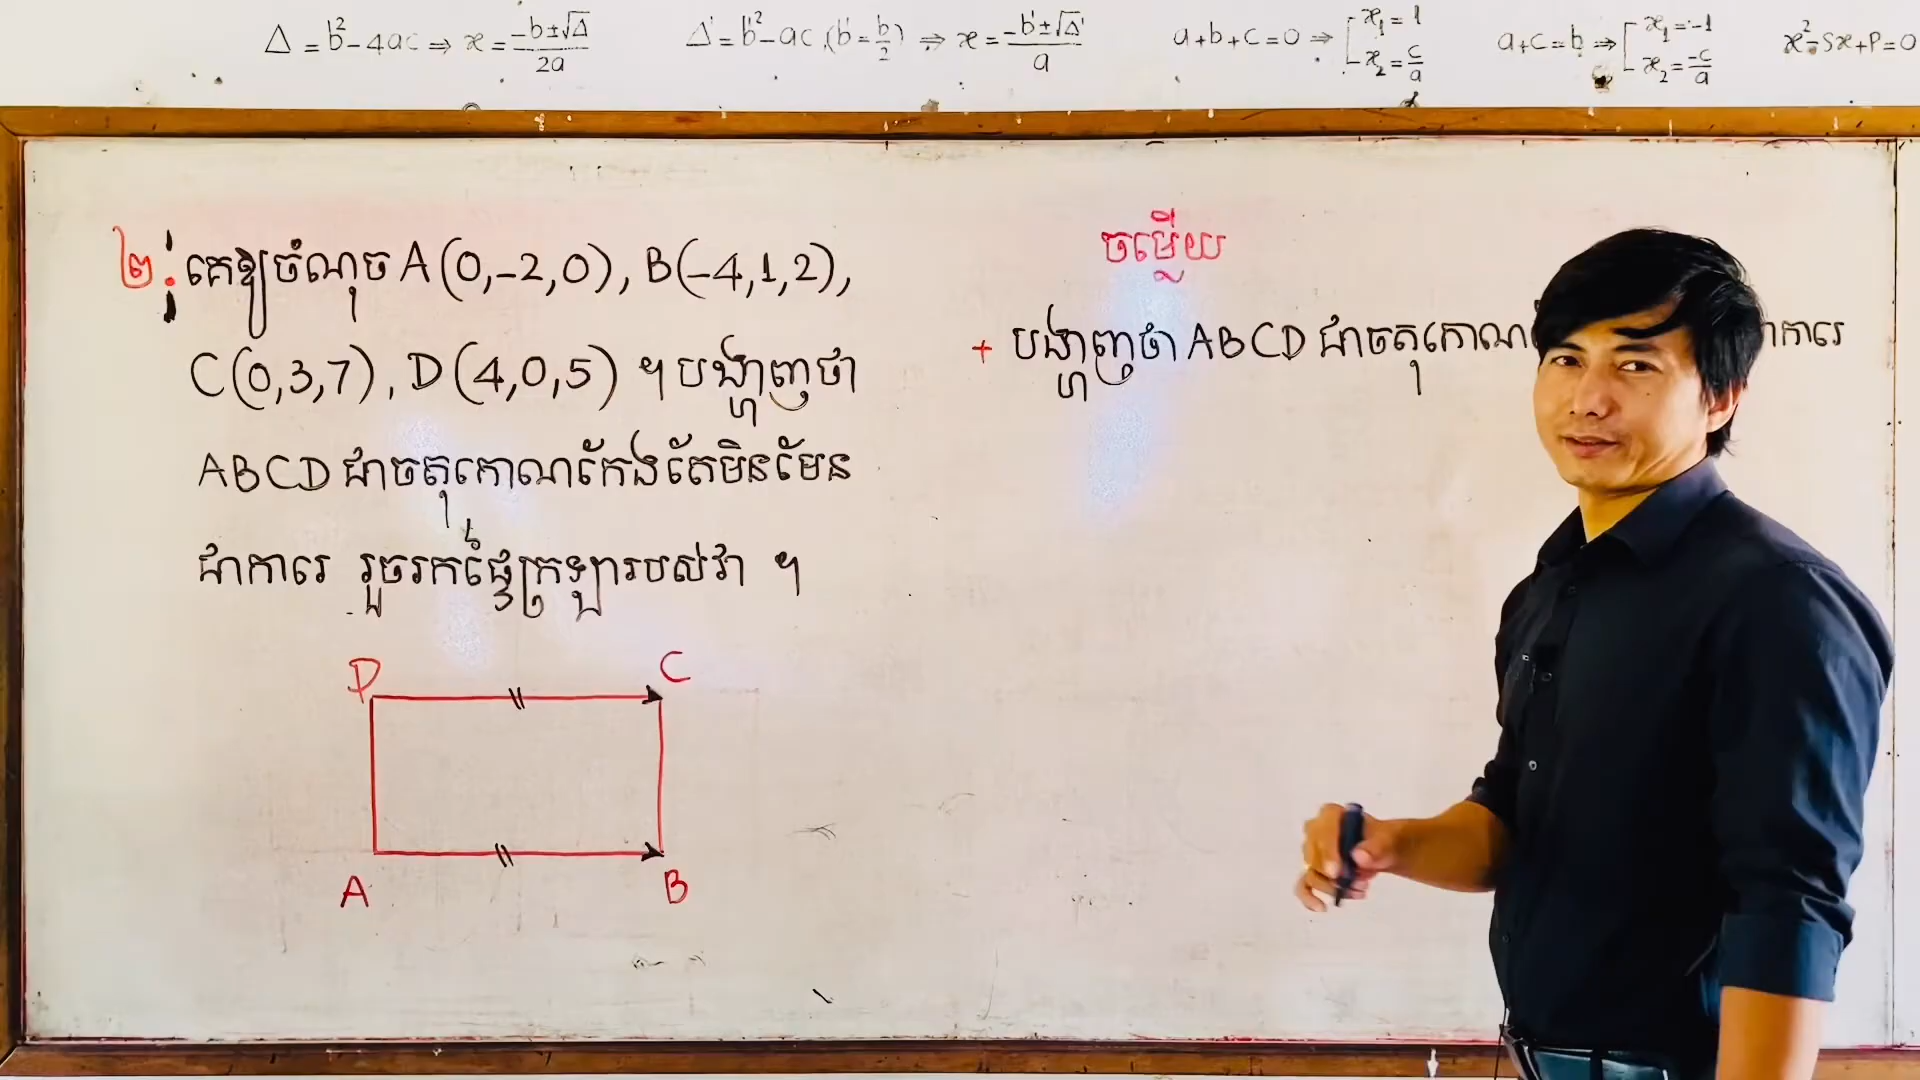 Δ = b² - 4ac ⇒ x = (-b ± √Δ) / 2a
Δ' = b'² - ac, (b' = b/2) ⇒ x = (-b' ± √Δ') / a
a + b + c = 0 ⇒ [ x₁ = 1
x₂ = c/a
a + c = b ⇒ [ x₁ = -1
x₂ = -c/a
x² - Sx + P = 0
២. គេឱ្យចំណុច A(0,-2,0), B(-4,1,2),
C(0,3,7), D(4,0,5) ។ បង្ហាញថា
ABCD ជាចតុកោណកែងតែមិនមែន
ជាការេ រួចរកផ្ទៃក្រឡារបស់វា ។
D C
A B
ចម្លើយ
+ បង្ហាញថា ABCD ជាចតុកោណ ជាការេ